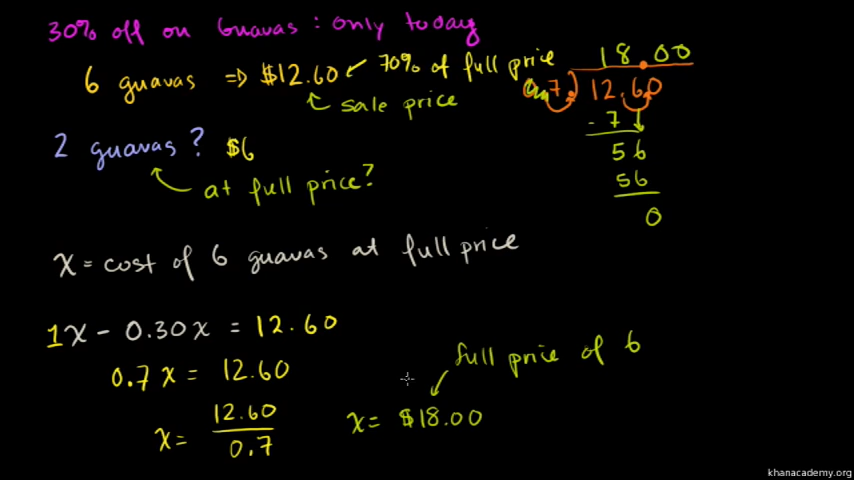 30% off on Guavas : only today
6 guavas ⇒ $12.60 ↙ 70% of full price
↖ sale price
2 guavas ? $6
↖ at full price?
18.00
0.7.) 12.60
- 7 ↓
56
56
0
x = cost of 6 guavas at full price
1x - 0.30x = 12.60
0.7x = 12.60
x = 12.60 / 0.7
full price of 6
x = $18.00
khanacademy.org